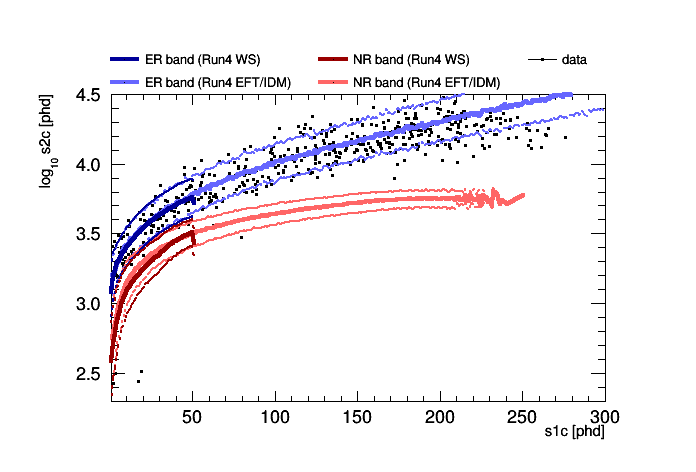 ER band (Run4 WS) NR band (Run4 WS) data
ER band (Run4 EFT/IDM) NR band (Run4 EFT/IDM)
log10 s2c [phd]
4.5
4.0
3.5
3.0
2.5
50 100 150 200 250 300
s1c [phd]